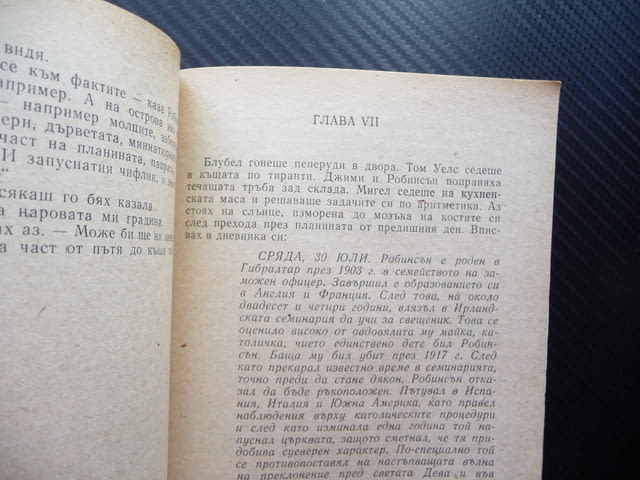 видя.
се към фактите — каза
например. А на острова
— например молците,
дърветата,
част на планината,
И запуснатия чифлик, в
сякаш го бях казала.
а наровата ми градина.
х аз. — Може би ще ни
а част от пътя до къщи
ГЛАВА VII
Блубел гонеше пеперуди в двора. Том Уелс седеше
в къщата по тиранти. Джими и Робинсън поправяха
течащата тръба зад склада. Мигел седеше на кухнен-
ската маса и решаваше задачите си по аритметика. Аз
стоях на слънце, изморена до мозъка на костите си
след прехода през планината от предишния ден. Впис-
вах в дневника си:
СРЯДА, 30 ЮЛИ. Робинсън е роден в
Гибралтар през 1903 г. в семейството на за-
можен офицер. Завършил е образованието си
в Англия и Франция. След това, на около
двадесет и четири години, влязъл в Ирланд-
ската семинария да учи за свещеник. Това се
оценило високо от овдовялата му майка, ка-
толичка, чието единствено дете бил Робин-
сън. Баща му бил убит през 1917 г. След
като прекарал известно време в семинарията,
точно преди да стане дякон, Робинсън отка-
зал да бъде ръкоположен. Пътувал в Испа-
ния, Италия и Южна Америка, като правел
наблюдения върху католическите процедури
и след като изминала една година той на-
пуснал църквата, защото сметнал, че тя при-
добива суеверен характер. По-специално той
се противопоставял на настъпващата вълна
на преклонение пред светата Дева и във